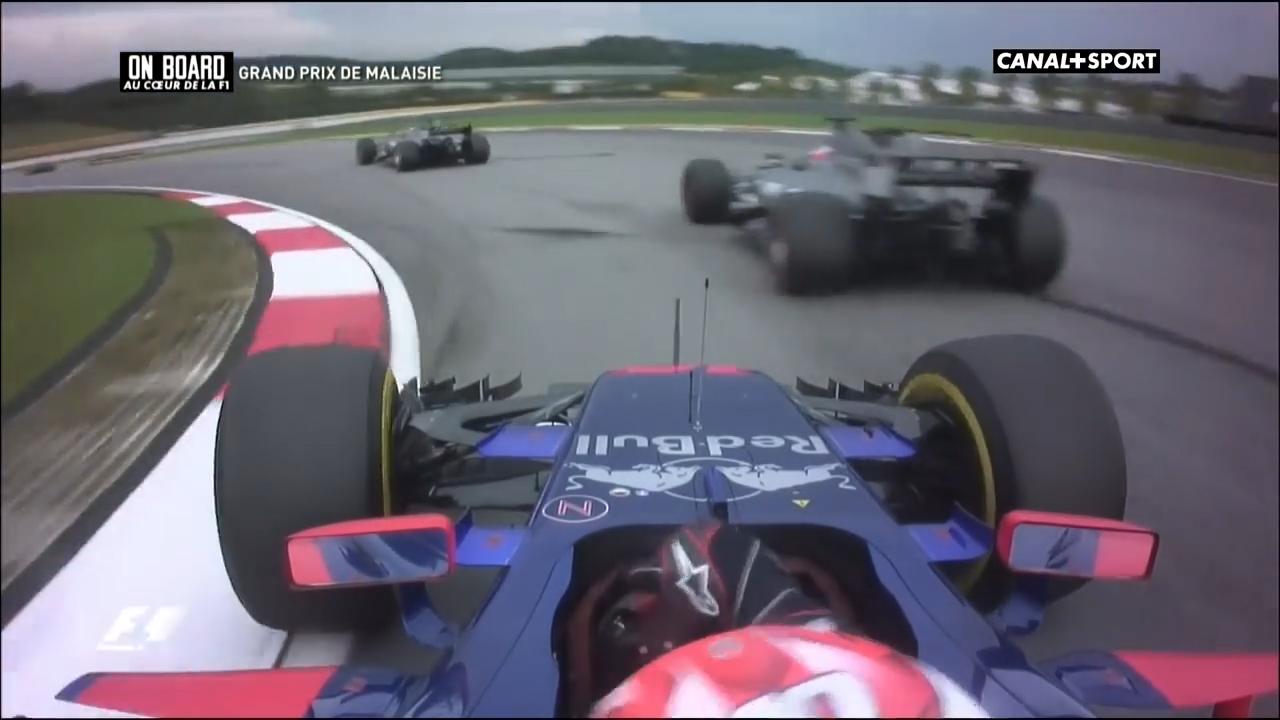 ON BOARD
AU CŒUR DE LA F1
GRAND PRIX DE MALAISIE
CANAL+SPORT
Red Bull
F1